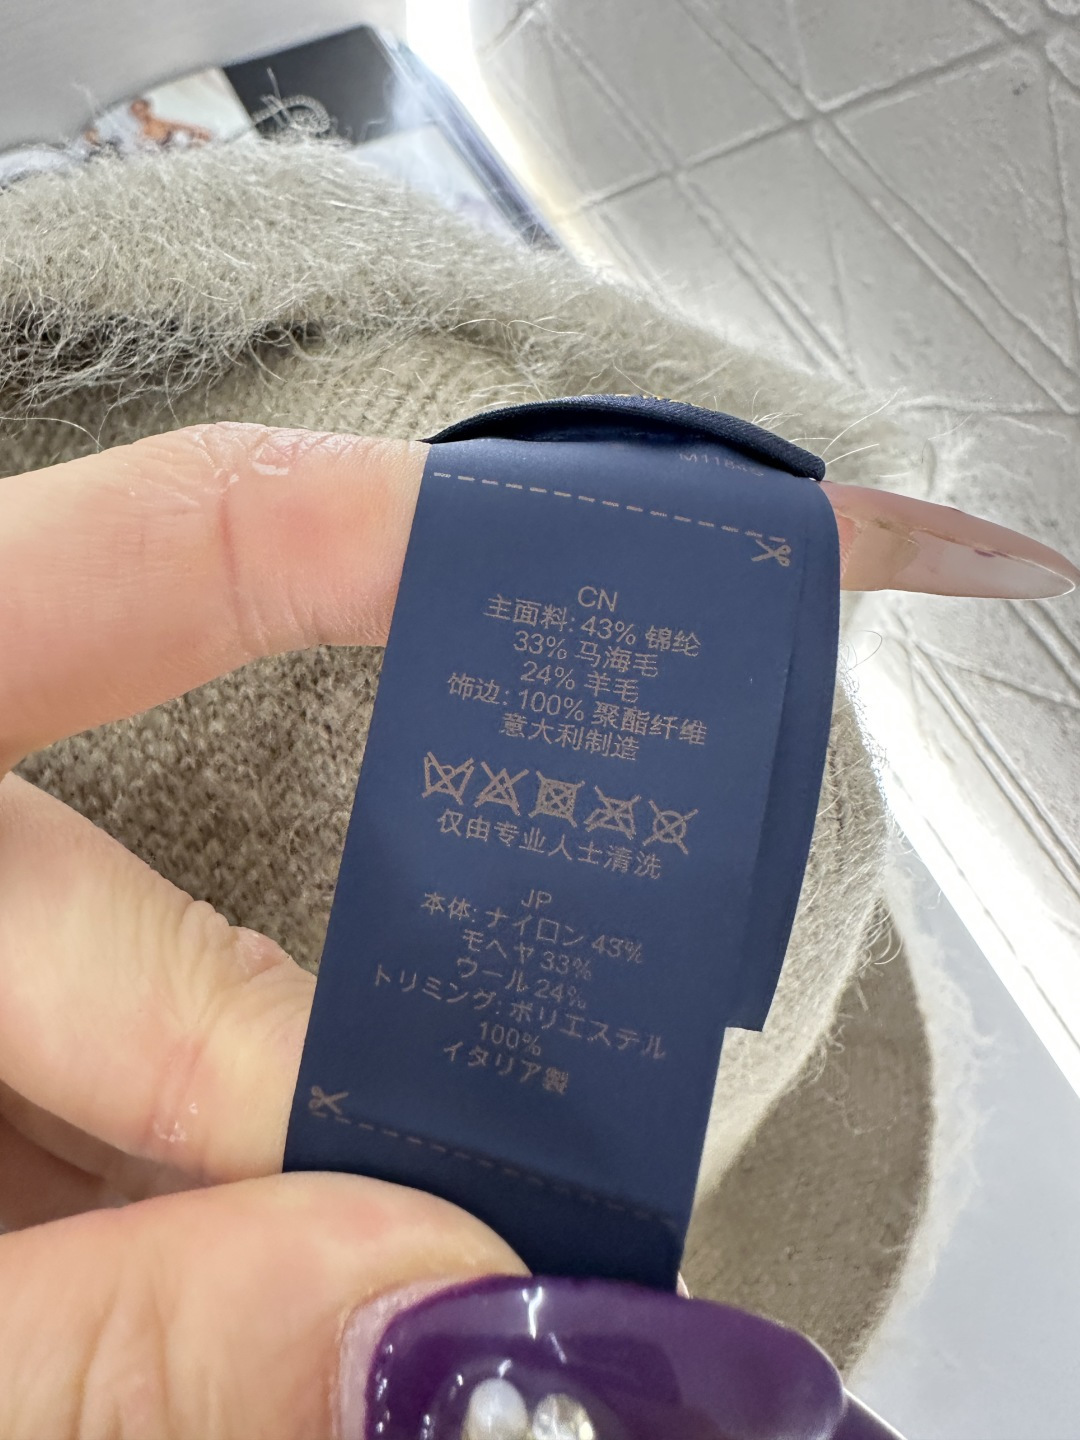 CN
主面料: 43% 锦纶
33% 马海毛
24% 羊毛
饰边: 100% 聚酯纤维
意大利制造
仅由专业人士清洗
JP
本体: ナイロン 43%
モヘヤ 33%
ウール 24%
トリミング: ポリエステル
100%
イタリア製